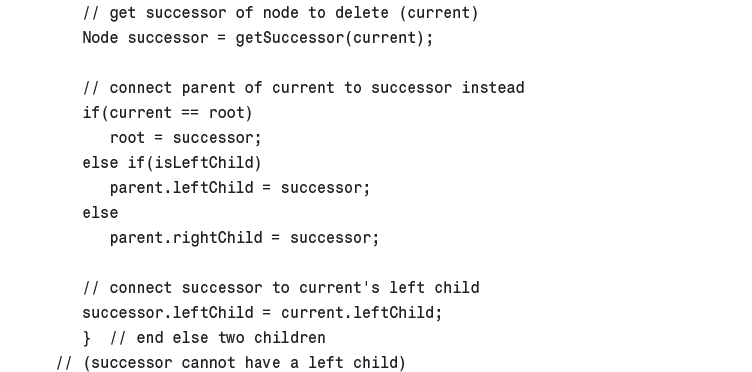 // get successor of node to delete (current)
Node successor = getSuccessor(current);
// connect parent of current to successor instead
if(current == root)
root = successor;
else if(isLeftChild)
parent.leftChild = successor;
else
parent.rightChild = successor;
// connect successor to current's left child
successor.leftChild = current.leftChild;
}  // end else two children
// (successor cannot have a left child)